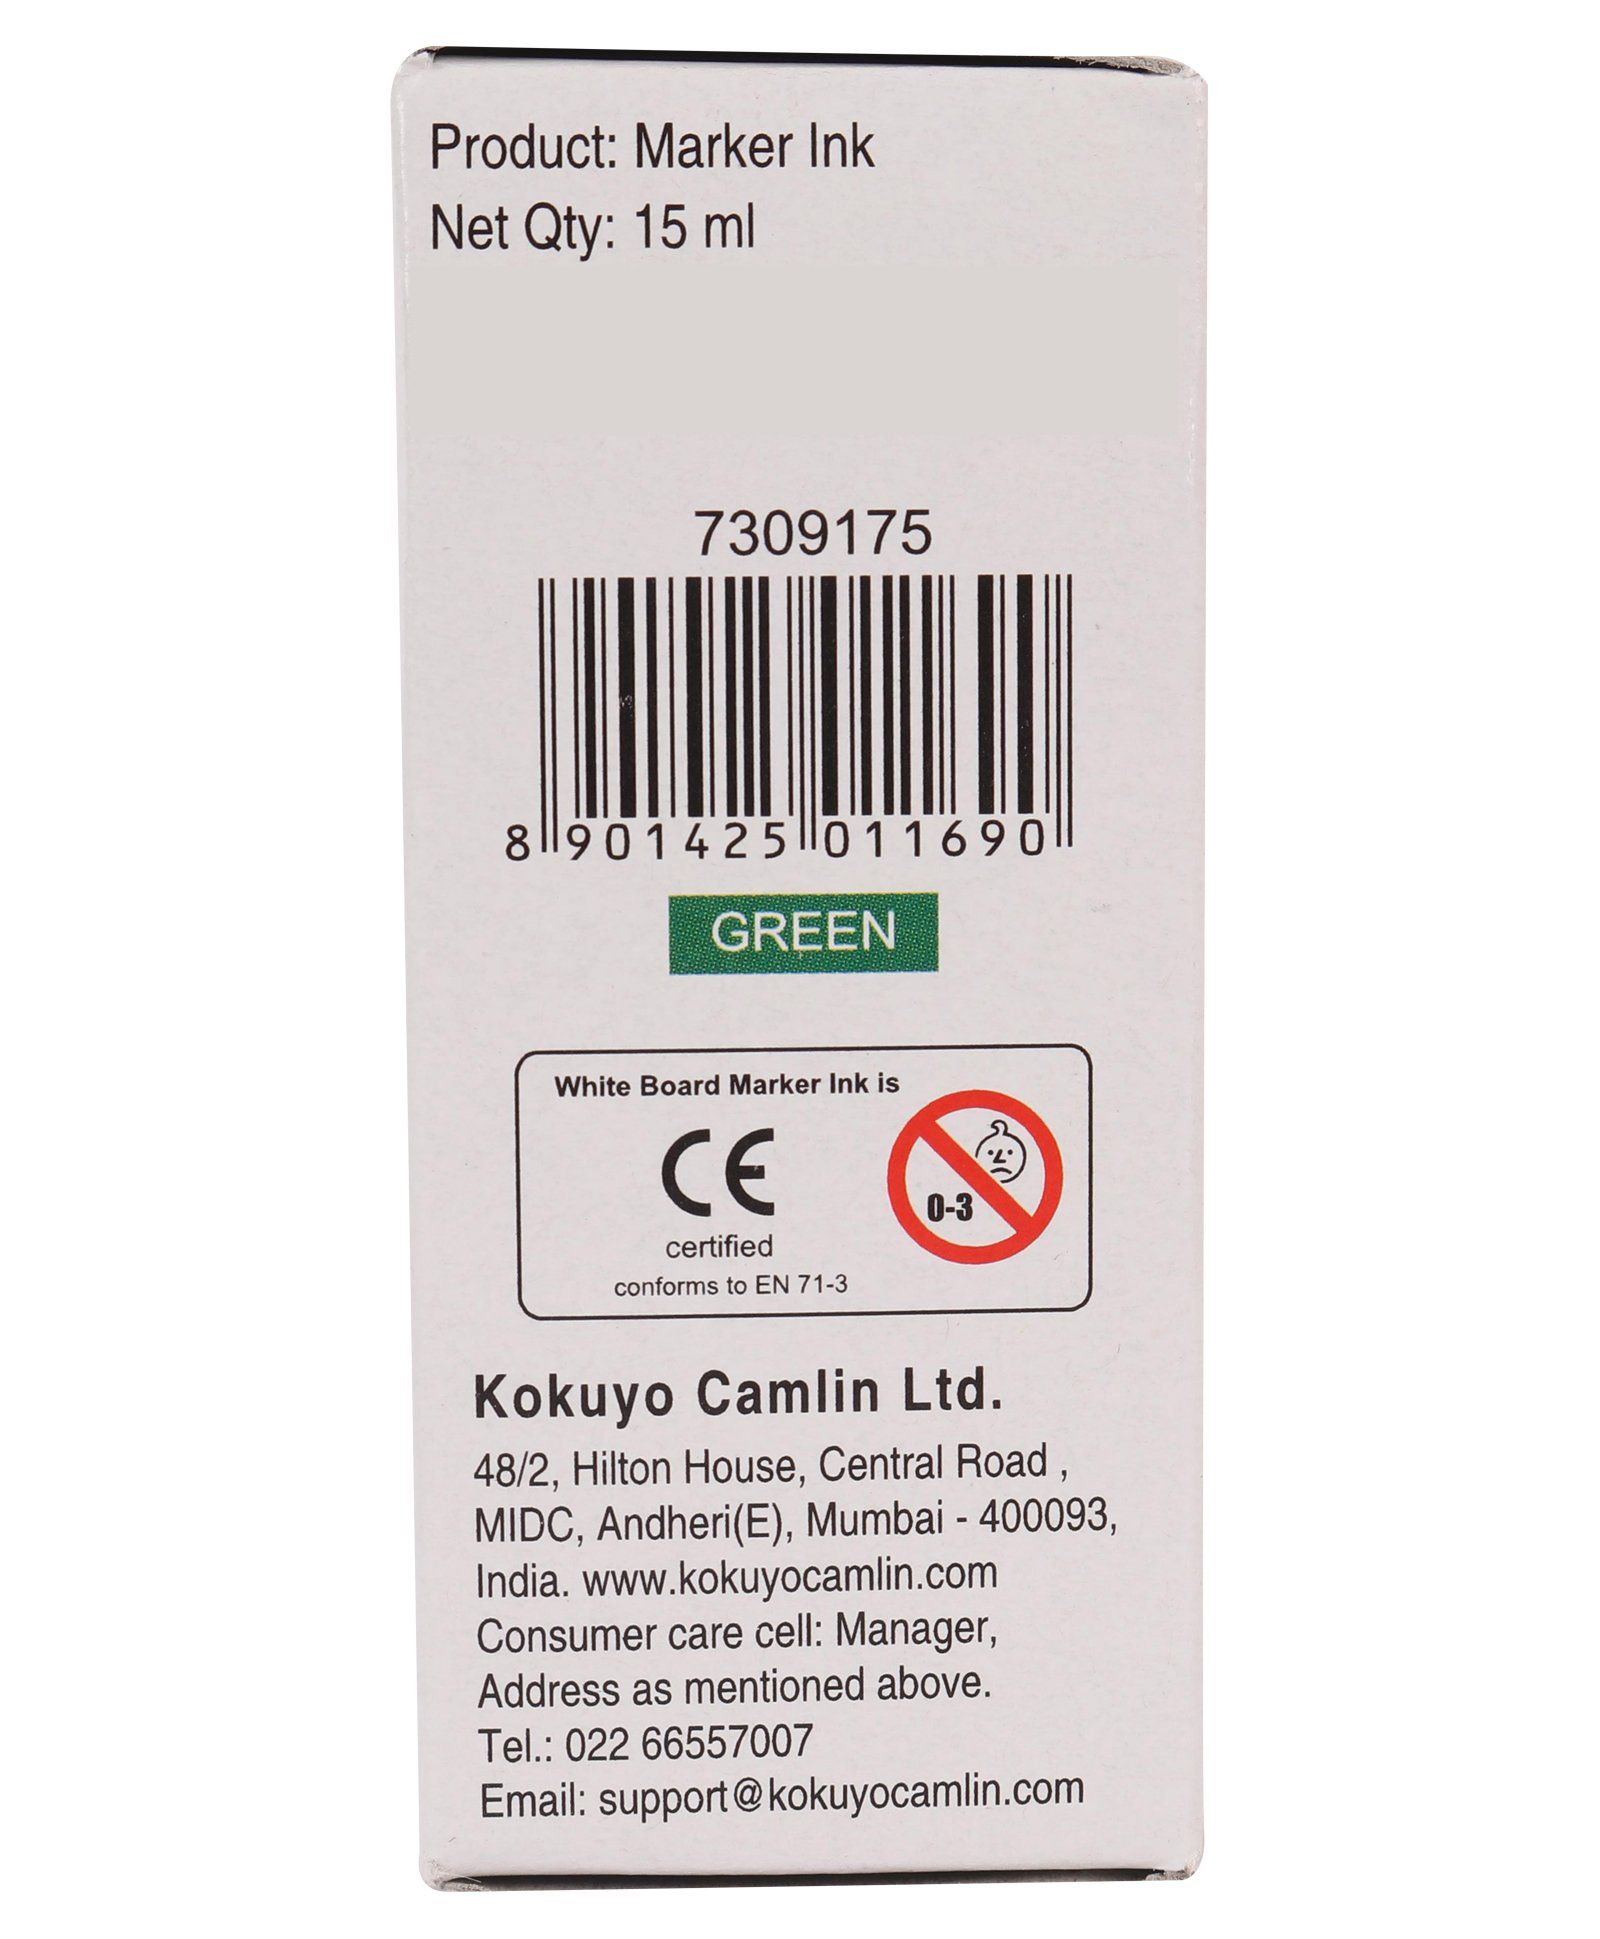 Product: Marker Ink
Net Qty: 15 ml
7309175
8 901425 011690
GREEN
White Board Marker Ink is
CE
certified
conforms to EN 71-3
0-3
Kokuyo Camlin Ltd.
48/2, Hilton House, Central Road ,
MIDC, Andheri(E), Mumbai - 400093,
India. www.kokuyocamlin.com
Consumer care cell: Manager,
Address as mentioned above.
Tel.: 022 66557007
Email: support@kokuyocamlin.com